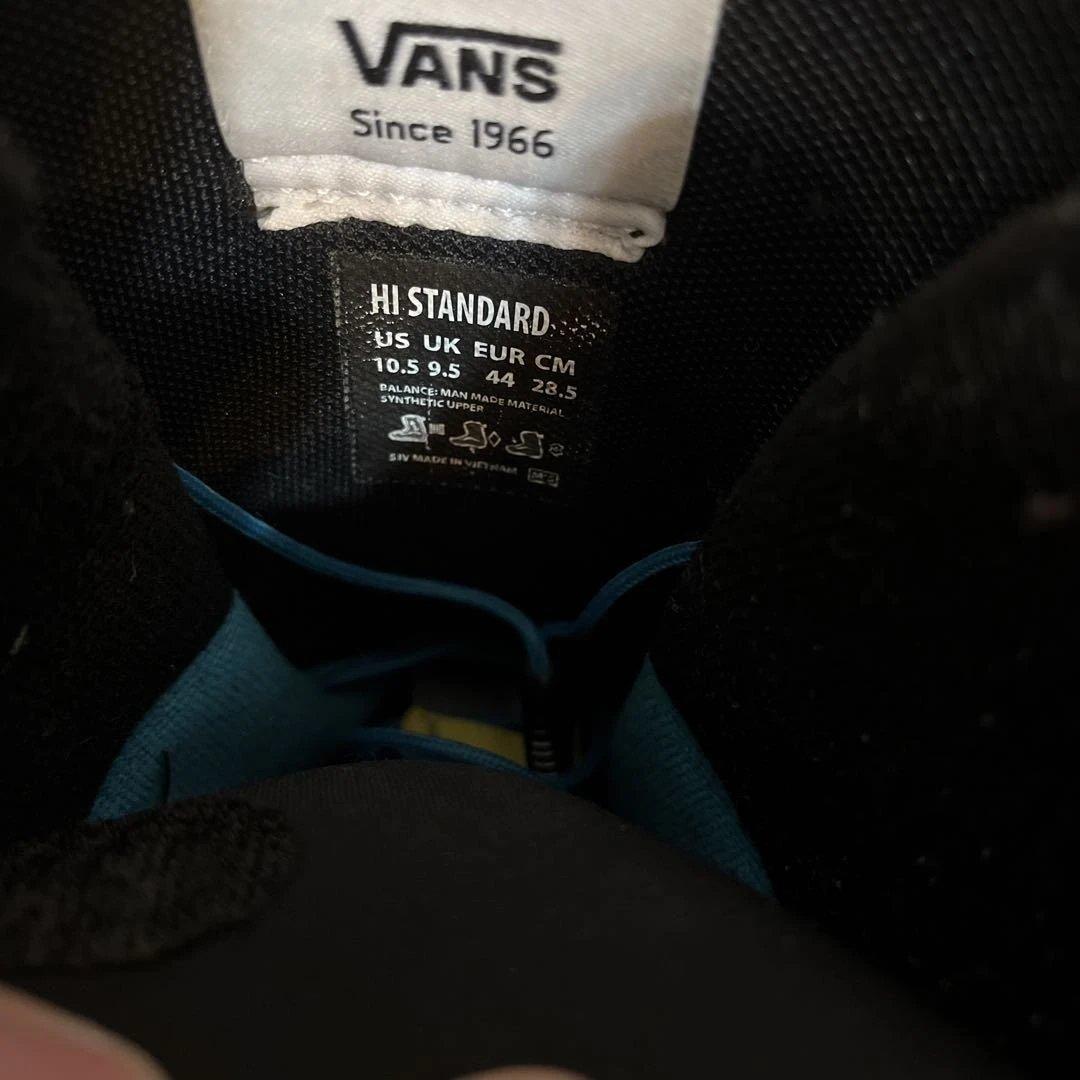 VANS
Since 1966
HI STANDARD
US UK EUR CM
10.5 9.5 44 28.5
BALANCE: MAN MADE MATERIAL
SYNTHETIC UPPER
MADE IN VIETNAM